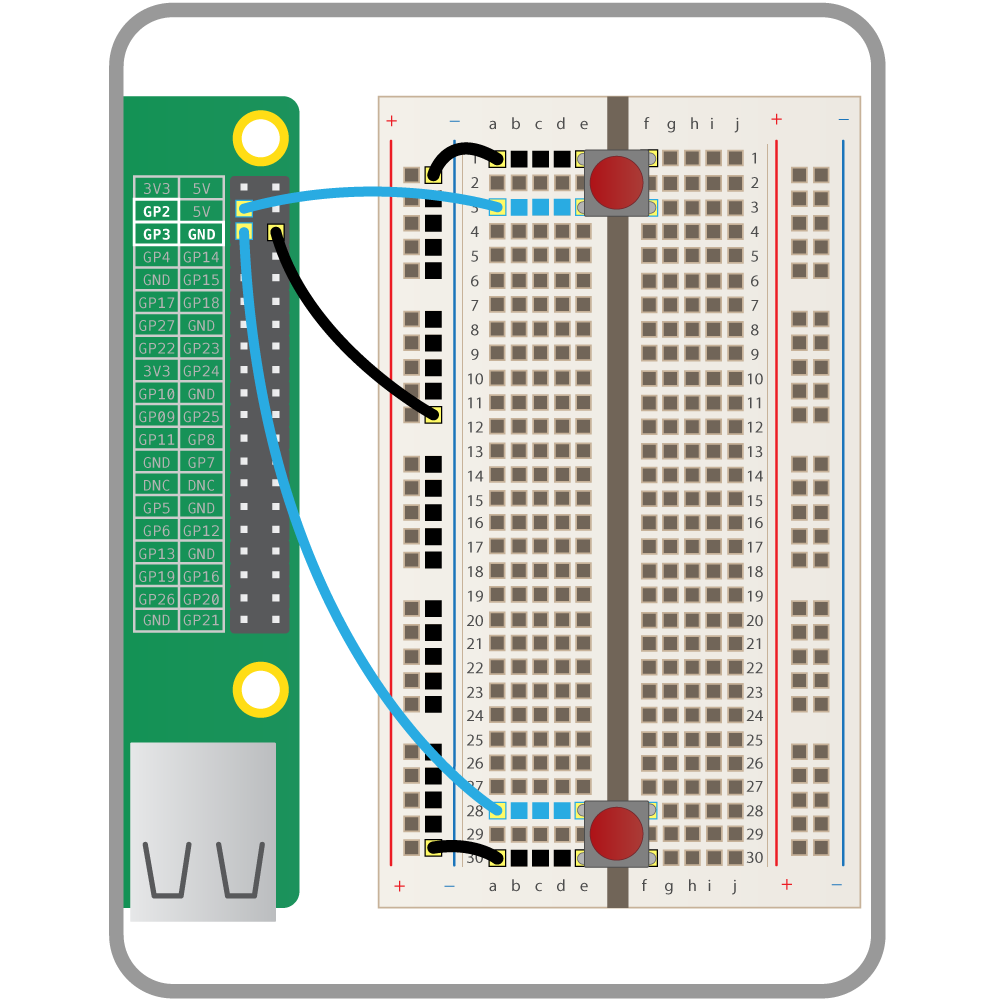 3V3 5V
GP2 5V
GP3 GND
GP4 GP14
GND GP15
GP17 GP18
GP27 GND
GP22 GP23
3V3 GP24
GP10 GND
GP09 GP25
GP11 GP8
GND GP7
DNC DNC
GP5 GND
GP6 GP12
GP13 GND
GP19 GP16
GP26 GP20
GND GP21
+ − a b c d e f g h i j + −
1 1
2 2
3 3
4 4
5 5
6 6
7 7
8 8
9 9
10 10
11 11
12 12
13 13
14 14
15 15
16 16
17 17
18 18
19 19
20 20
21 21
22 22
23 23
24 24
25 25
26 26
27 27
28 28
29 29
30 30
+ − a b c d e f g h i j + −